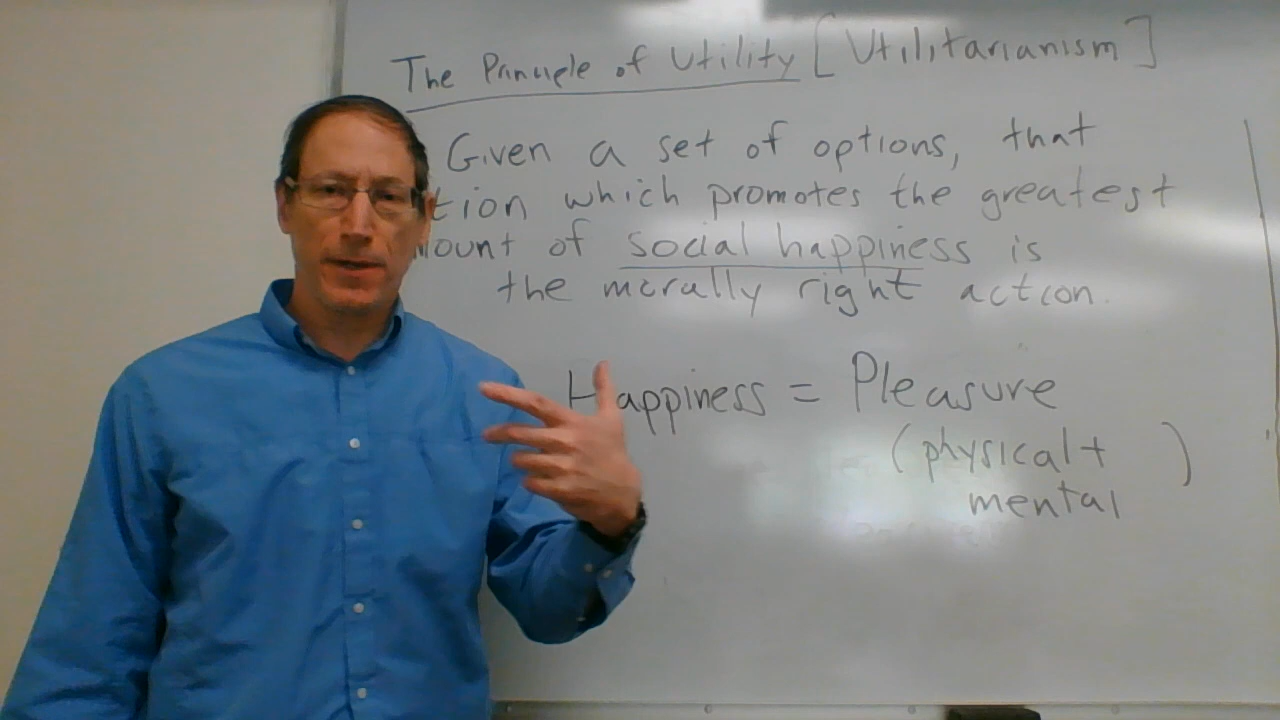 The Principle of Utility [Utilitarianism]
Given a set of options, that
tion which promotes the greatest
mount of social happiness is
the morally right action.
Happiness = Pleasure
(physical +
mental)